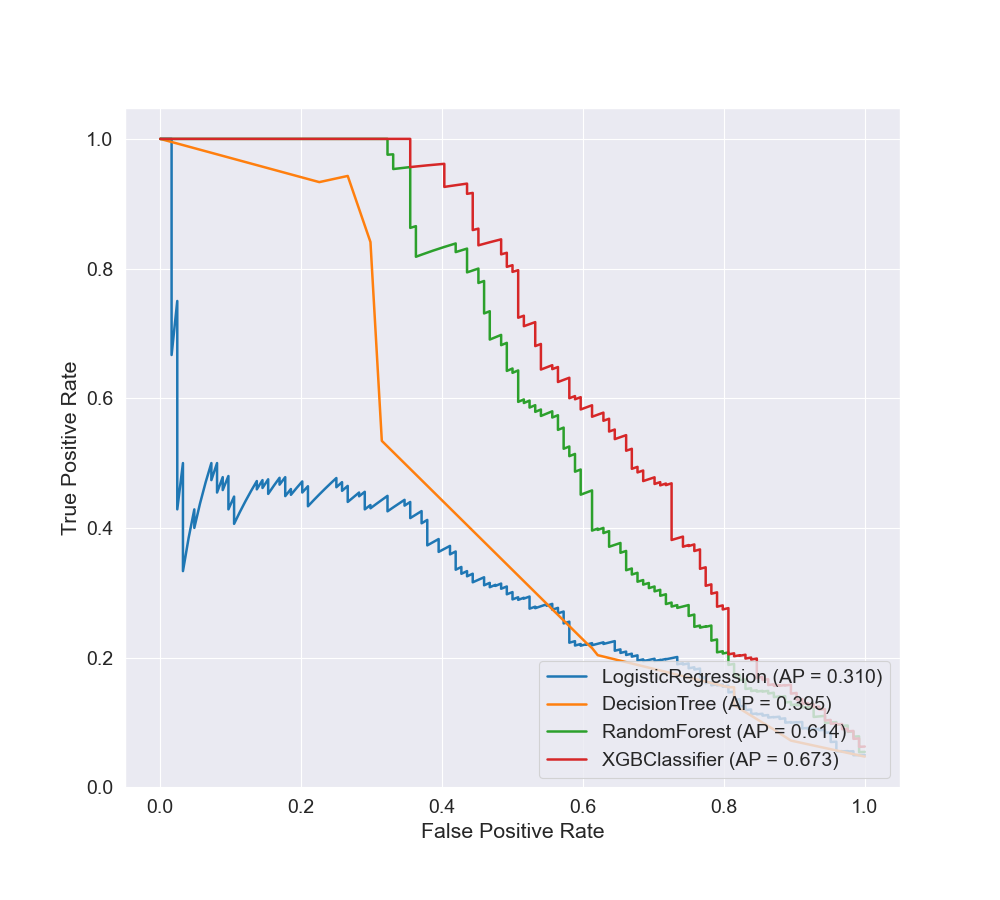 1.0
0.8
0.6
0.4
0.2
0.0
True Positive Rate
LogisticRegression (AP = 0.310)
DecisionTree (AP = 0.395)
RandomForest (AP = 0.614)
XGBClassifier (AP = 0.673)
0.0 0.2 0.4 0.6 0.8 1.0
False Positive Rate